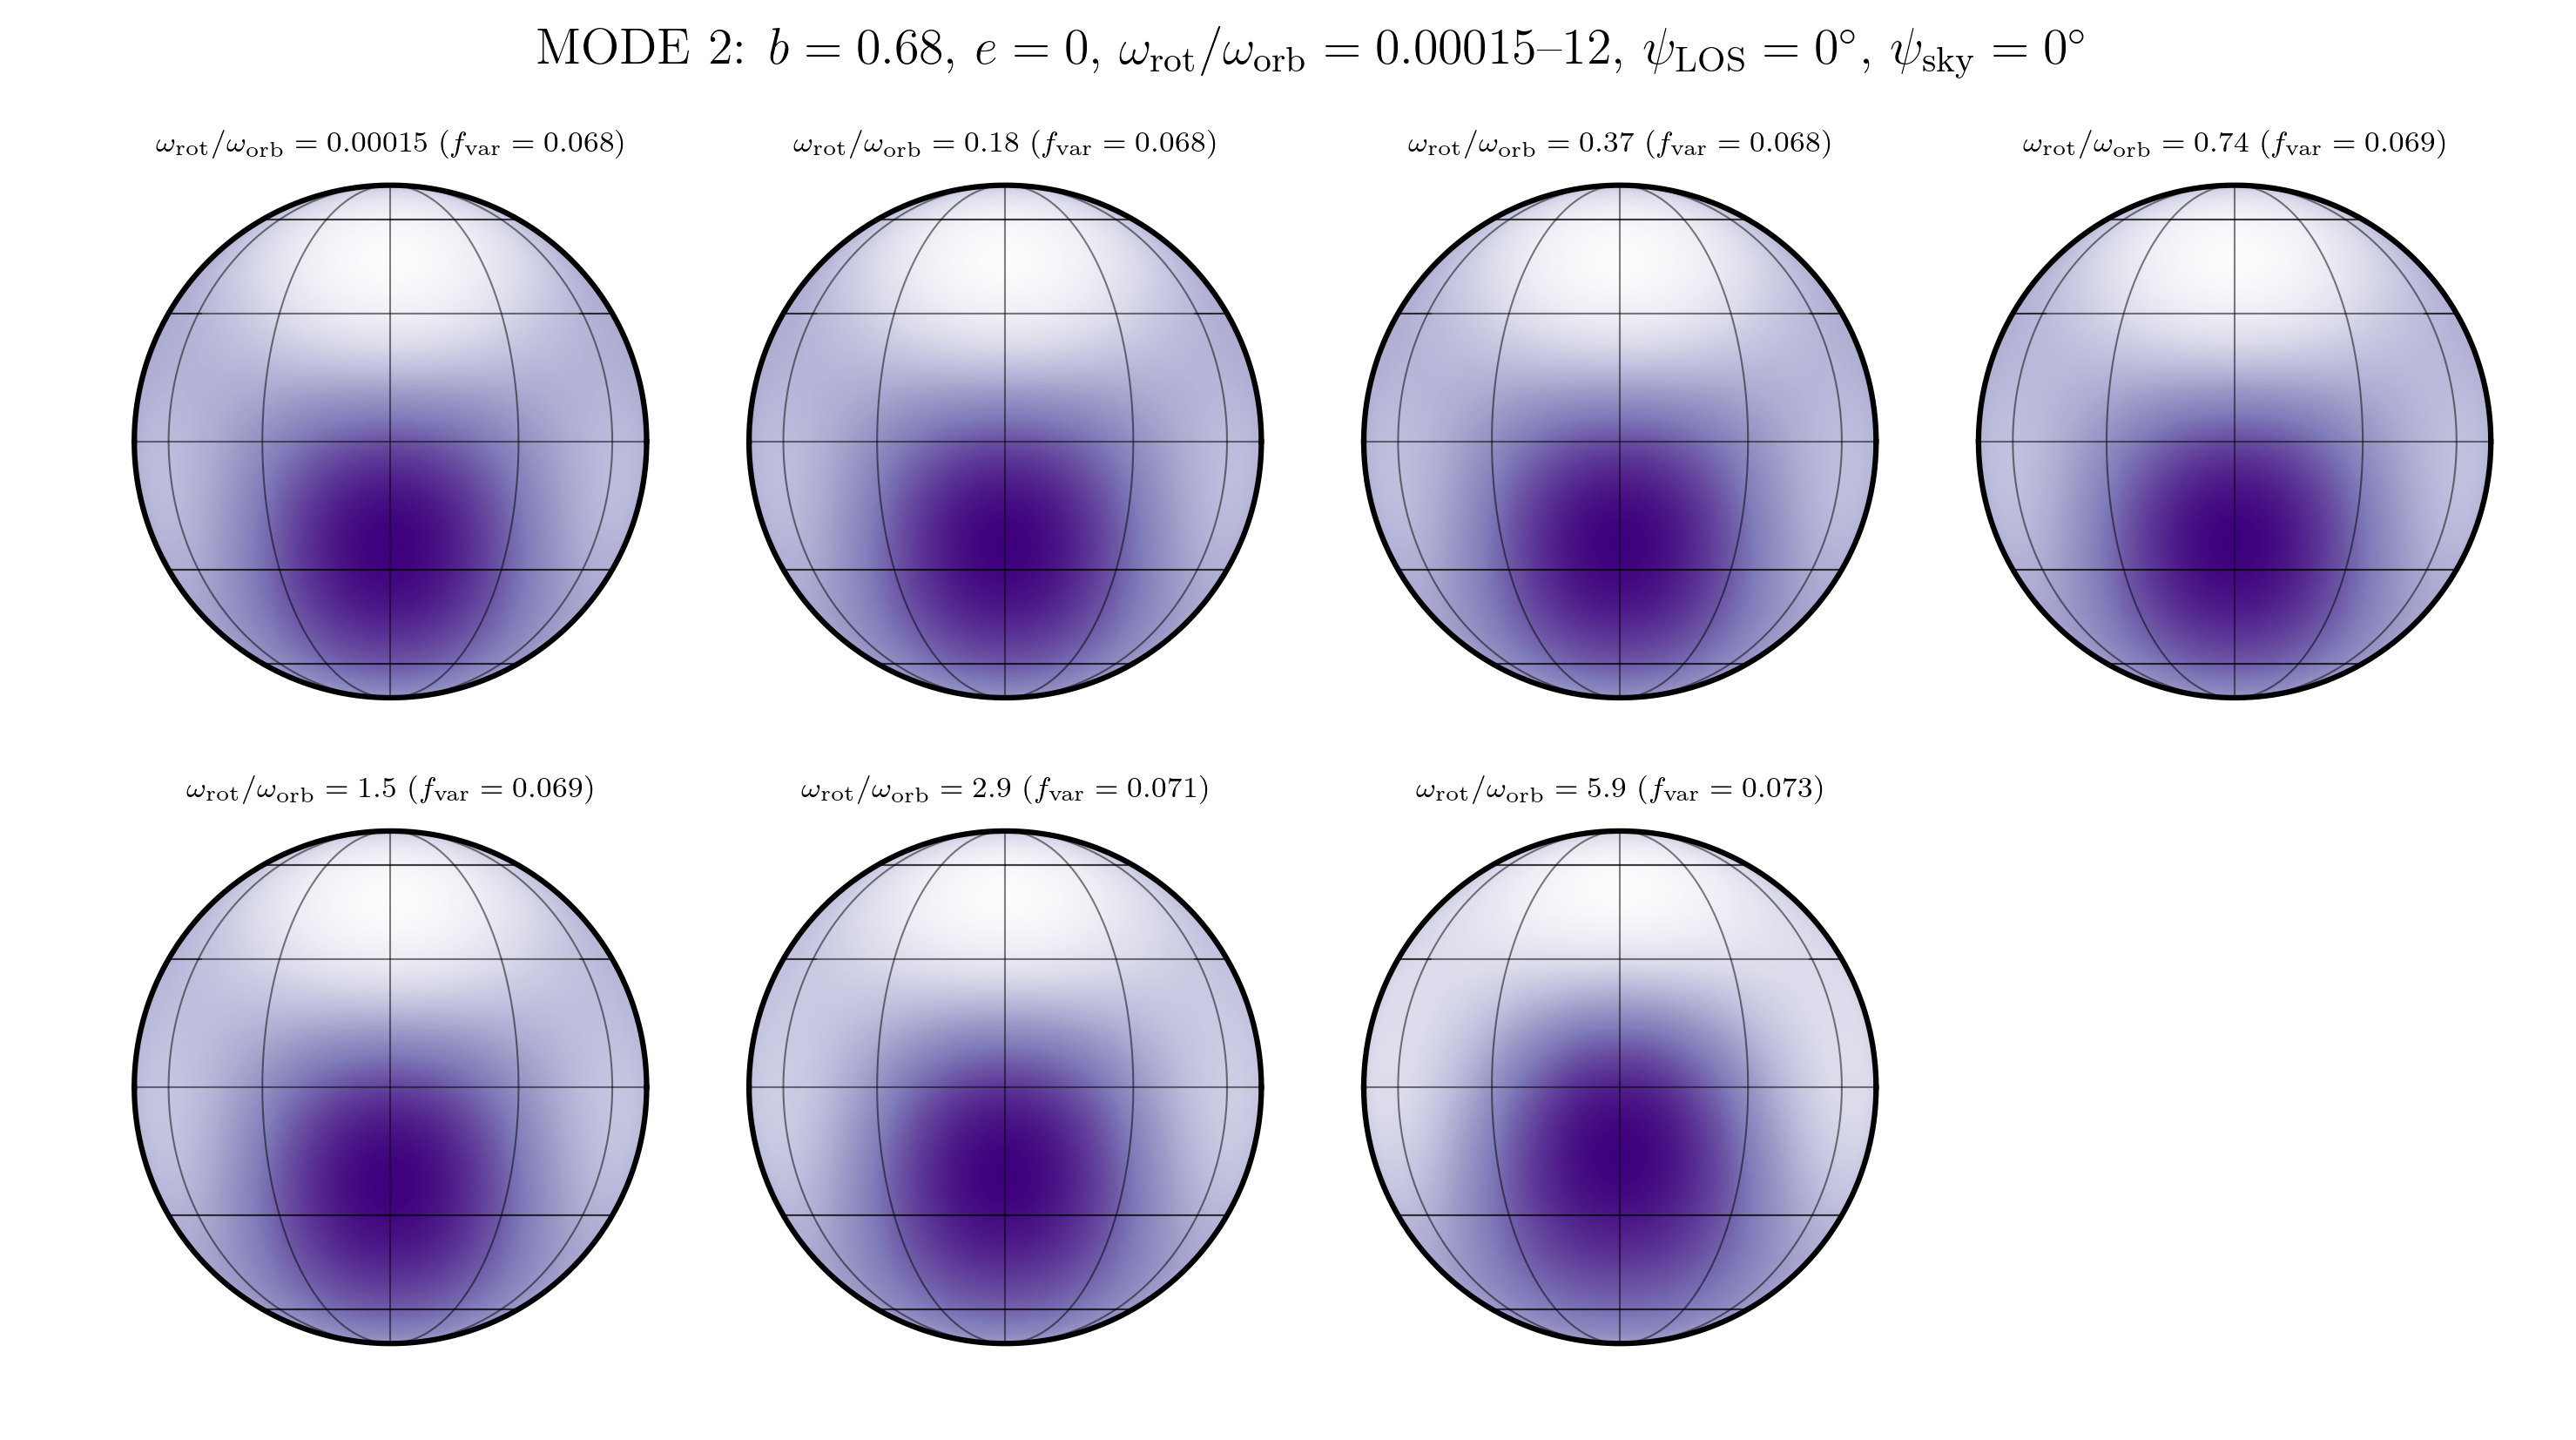 MODE 2: b = 0.68, e = 0, ω_rot/ω_orb = 0.00015–12, ψ_LOS = 0°, ψ_sky = 0°
ω_rot/ω_orb = 0.00015 (f_var = 0.068)
ω_rot/ω_orb = 0.18 (f_var = 0.068)
ω_rot/ω_orb = 0.37 (f_var = 0.068)
ω_rot/ω_orb = 0.74 (f_var = 0.069)
ω_rot/ω_orb = 1.5 (f_var = 0.069)
ω_rot/ω_orb = 2.9 (f_var = 0.071)
ω_rot/ω_orb = 5.9 (f_var = 0.073)